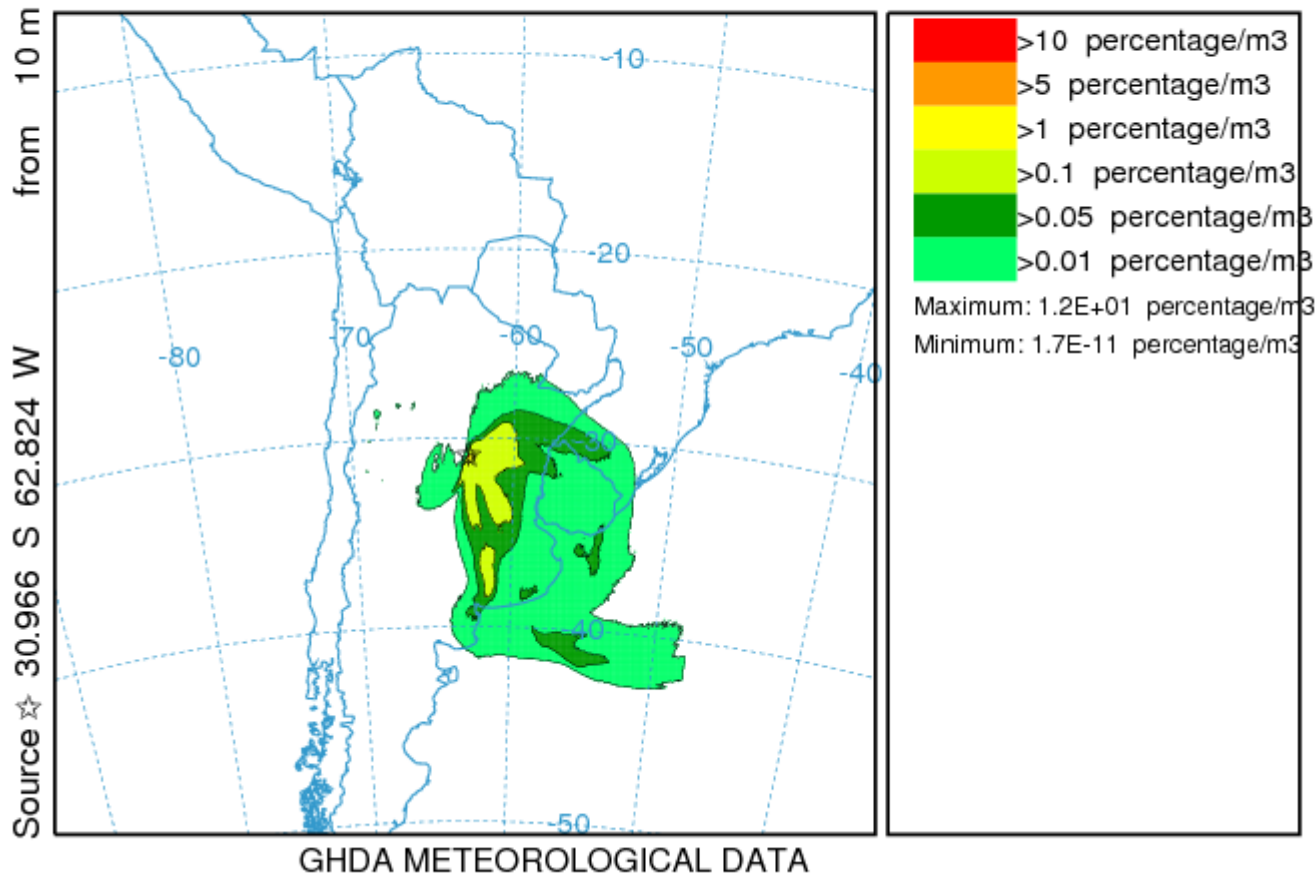 Source ☆ 30.966 S 62.824 W from 10 m
-10
-20
-70
-60
-50
-80
-40
-30
-40
-50
GHDA METEOROLOGICAL DATA
>10 percentage/m3
>5 percentage/m3
>1 percentage/m3
>0.1 percentage/m3
>0.05 percentage/m3
>0.01 percentage/m3
Maximum: 1.2E+01 percentage/m3
Minimum: 1.7E-11 percentage/m3